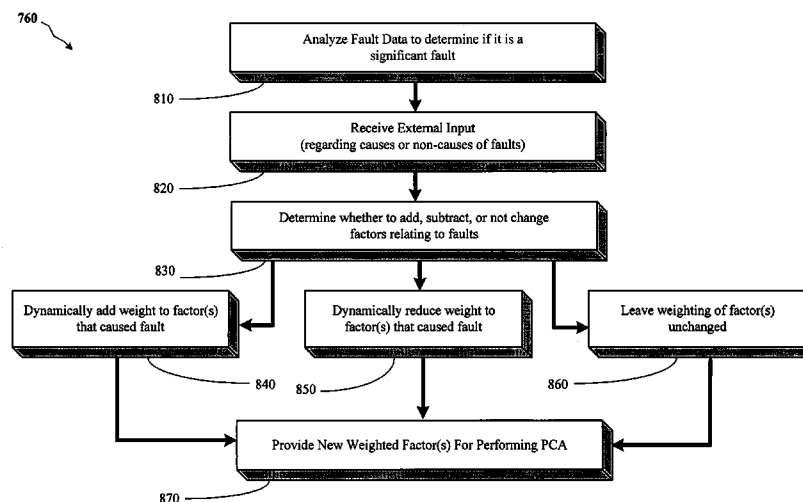 760
Analyze Fault Data to determine if it is a
significant fault
810
Receive External Input
(regarding causes or non-causes of faults)
820
Determine whether to add, subtract, or not change
factors relating to faults
830
Dynamically add weight to factor(s)
that caused fault
840
Dynamically reduce weight to
factor(s) that caused fault
850
Leave weighting of factor(s)
unchanged
860
Provide New Weighted Factor(s) For Performing PCA
870